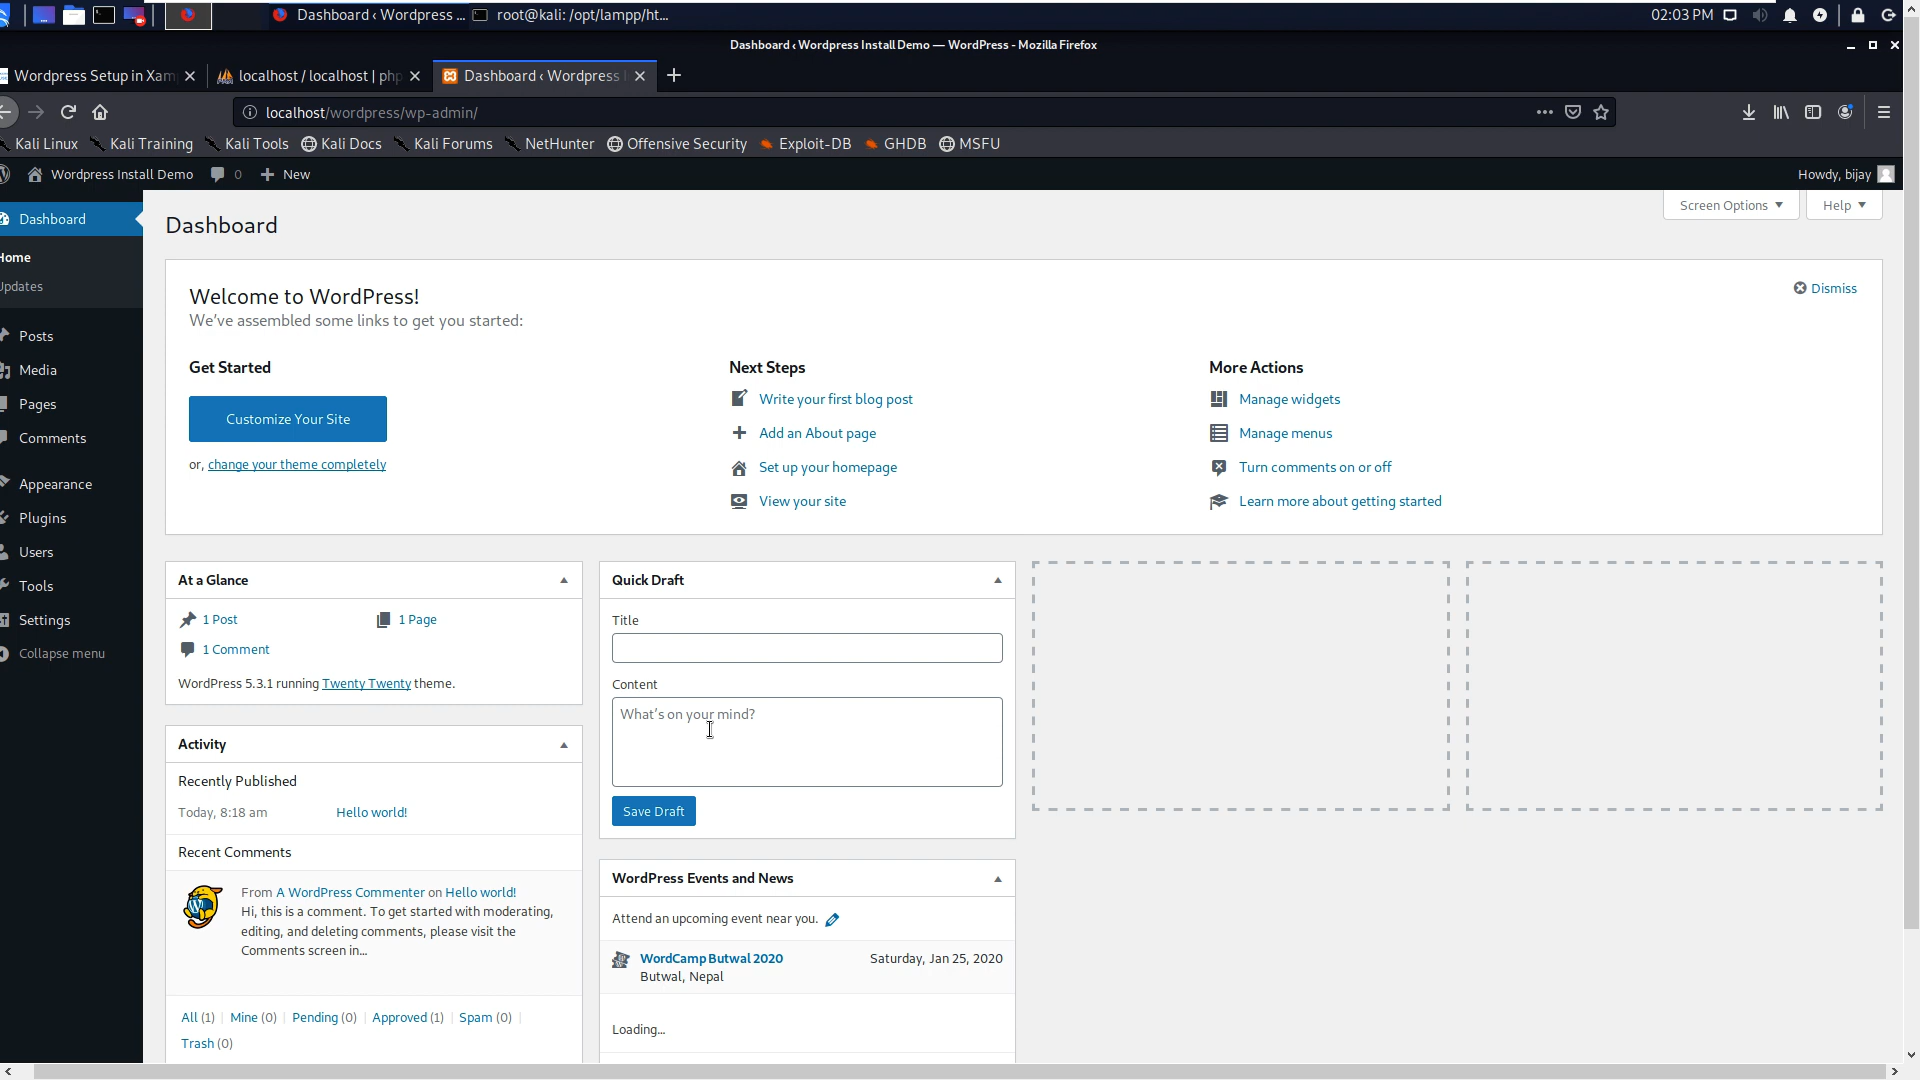 Dashboard ‹ Wordpress ...
root@kali: /opt/lampp/ht...
02:03 PM
Dashboard ‹ Wordpress Install Demo — WordPress - Mozilla Firefox
Wordpress Setup in Xam
localhost / localhost | php
Dashboard ‹ Wordpress I
localhost/wordpress/wp-admin/
Kali Linux
Kali Training
Kali Tools
Kali Docs
Kali Forums
NetHunter
Offensive Security
Exploit-DB
GHDB
MSFU
Wordpress Install Demo
0
New
Howdy, bijay
Dashboard
Home
Updates
Posts
Media
Pages
Comments
Appearance
Plugins
Users
Tools
Settings
Collapse menu
Screen Options
Help
Dashboard
Welcome to WordPress!
We've assembled some links to get you started:
Dismiss
Get Started
Customize Your Site
or, change your theme completely
Next Steps
Write your first blog post
Add an About page
Set up your homepage
View your site
More Actions
Manage widgets
Manage menus
Turn comments on or off
Learn more about getting started
At a Glance
1 Post
1 Page
1 Comment
WordPress 5.3.1 running Twenty Twenty theme.
Activity
Recently Published
Today, 8:18 am
Hello world!
Recent Comments
From A WordPress Commenter on Hello world!
Hi, this is a comment. To get started with moderating,
editing, and deleting comments, please visit the
Comments screen in...
All (1) | Mine (0) | Pending (0) | Approved (1) | Spam (0) |
Trash (0)
Quick Draft
Title
Content
What's on your mind?
Save Draft
WordPress Events and News
Attend an upcoming event near you.
WordCamp Butwal 2020
Saturday, Jan 25, 2020
Butwal, Nepal
Loading...